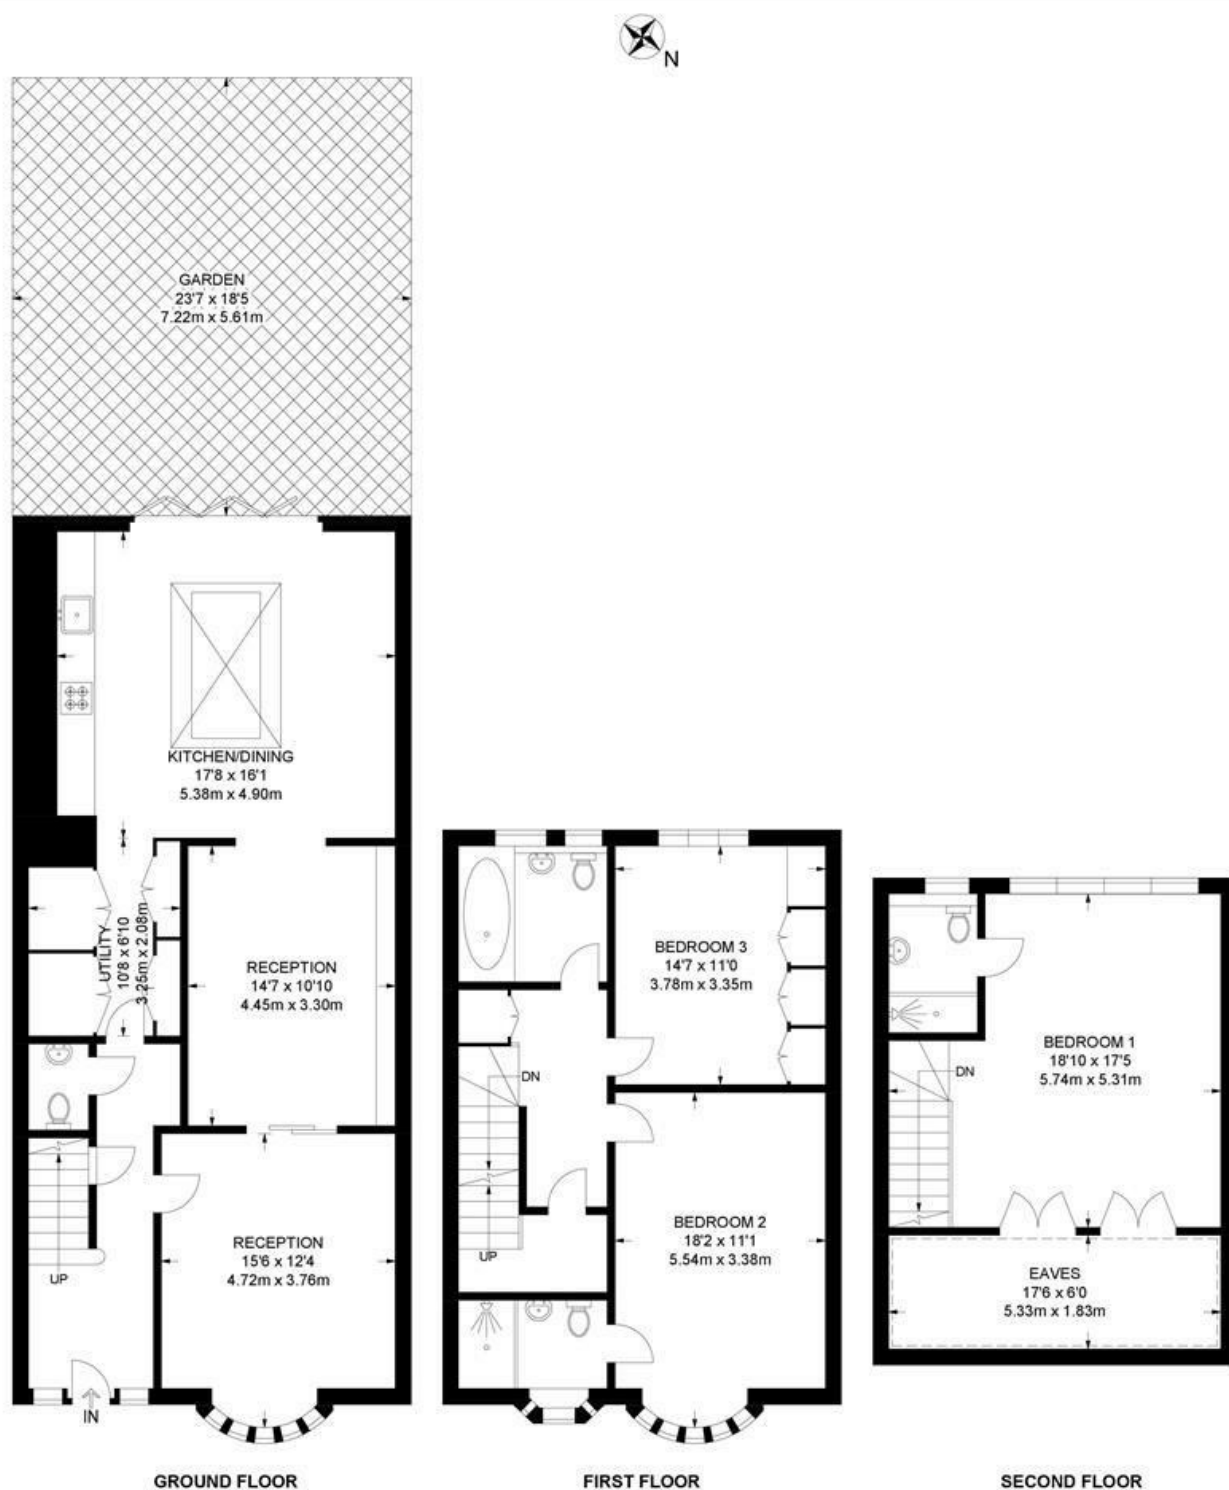 N
GARDEN
23'7 x 18'5
7.22m x 5.61m
KITCHEN/DINING
17'8 x 16'1
5.38m x 4.90m
UTILITY
10'8 x 6'10
3.25m x 2.08m
RECEPTION
14'7 x 10'10
4.45m x 3.30m
RECEPTION
15'6 x 12'4
4.72m x 3.76m
UP
IN
GROUND FLOOR
BEDROOM 3
14'7 x 11'0
3.78m x 3.35m
DN
BEDROOM 2
18'2 x 11'1
5.54m x 3.38m
UP
FIRST FLOOR
BEDROOM 1
18'10 x 17'5
5.74m x 5.31m
DN
EAVES
17'6 x 6'0
5.33m x 1.83m
SECOND FLOOR